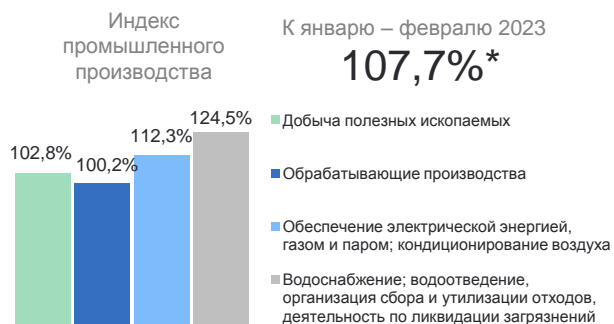 Индекс
промышленного
производства
К январю – февралю 2023
107,7%*
102,8%
100,2%
112,3%
124,5%
Добыча полезных ископаемых
Обрабатывающие производства
Обеспечение электрической энергией,
газом и паром; кондиционирование воздуха
Водоснабжение; водоотведение,
организация сбора и утилизации отходов,
деятельность по ликвидации загрязнений